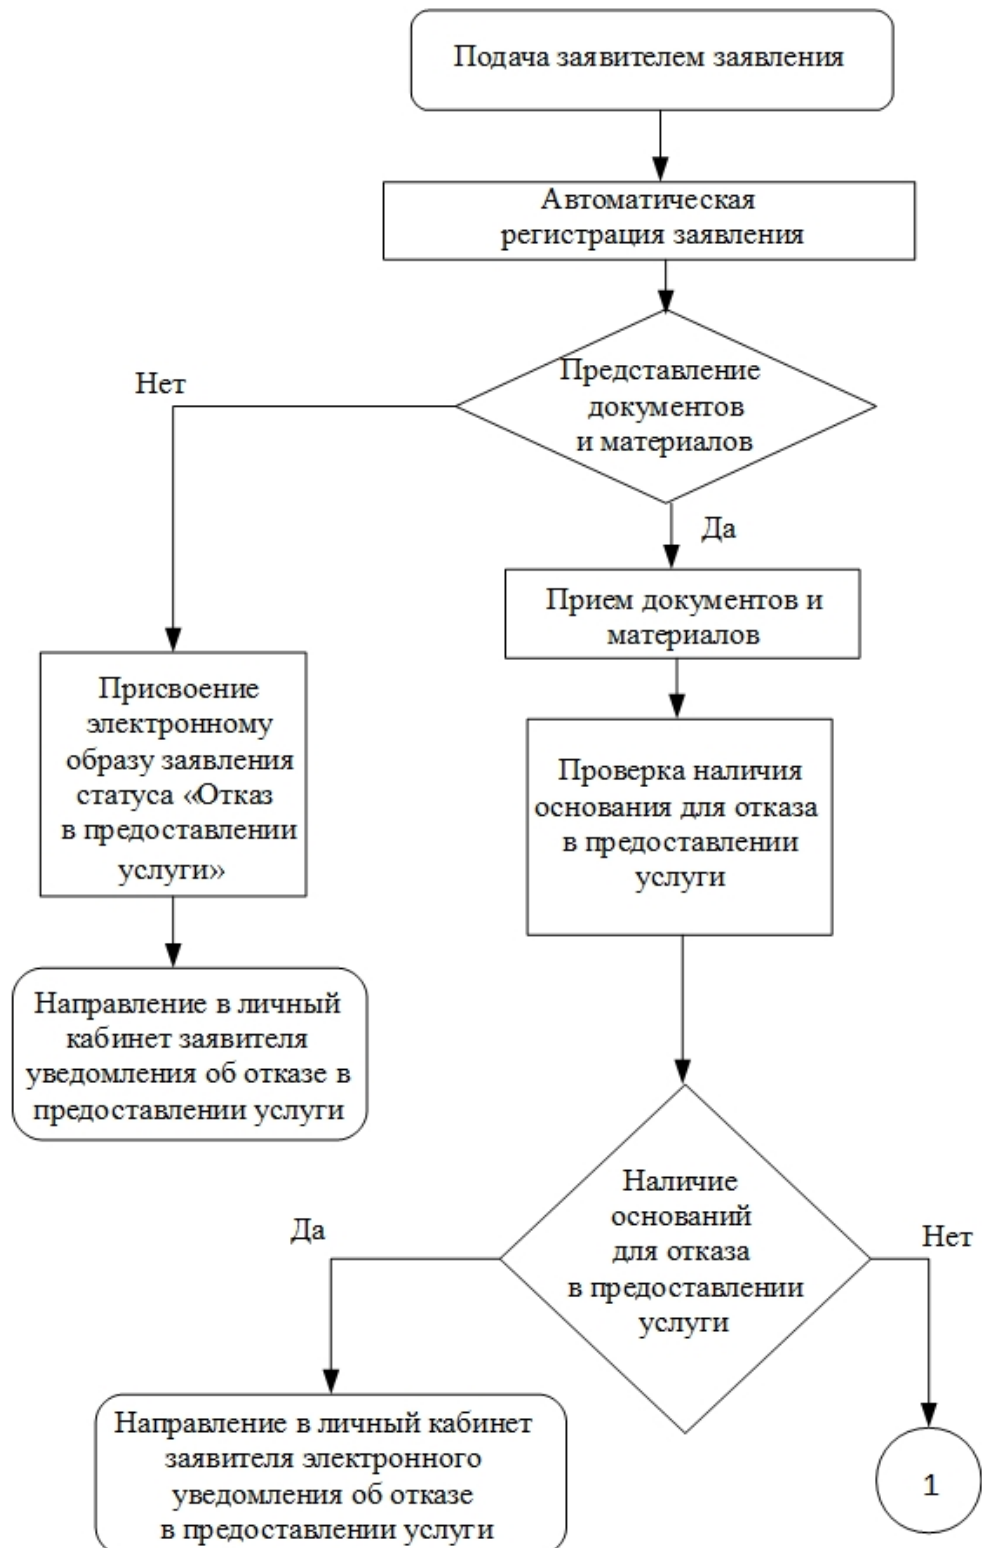 Подача заявителем заявления
Автоматическая
регистрация заявления
Представление
документов
и материалов
Нет
Да
Прием документов и
материалов
Присвоение
электронному
образу заявления
статуса «Отказ
в предоставлении
услуги»
Проверка наличия
основания для отказа
в предоставлении
услуги
Направление в личный
кабинет заявителя
уведомления об отказе в
предоставлении услуги
Наличие
оснований
для отказа
в предоставлении
услуги
Да
Нет
Направление в личный кабинет
заявителя электронного
уведомления об отказе
в предоставлении услуги
1